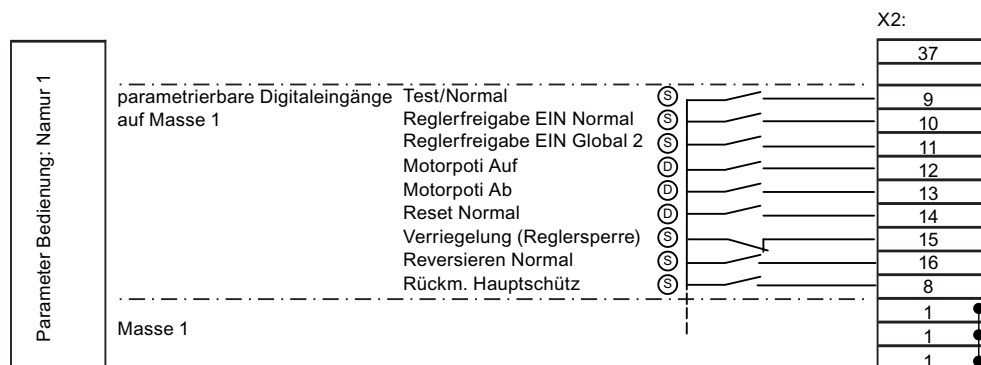 X2:
37
Parameter Bedienung: Namur 1
parametrierbare Digitaleingänge Test/Normal S 9
auf Masse 1 Reglerfreigabe EIN Normal S 10
Reglerfreigabe EIN Global 2 S 11
Motorpoti Auf D 12
Motorpoti Ab D 13
Reset Normal D 14
Verriegelung (Reglersperre) S 15
Reversieren Normal S 16
Rückm. Hauptschütz S 8
1
Masse 1 1
1